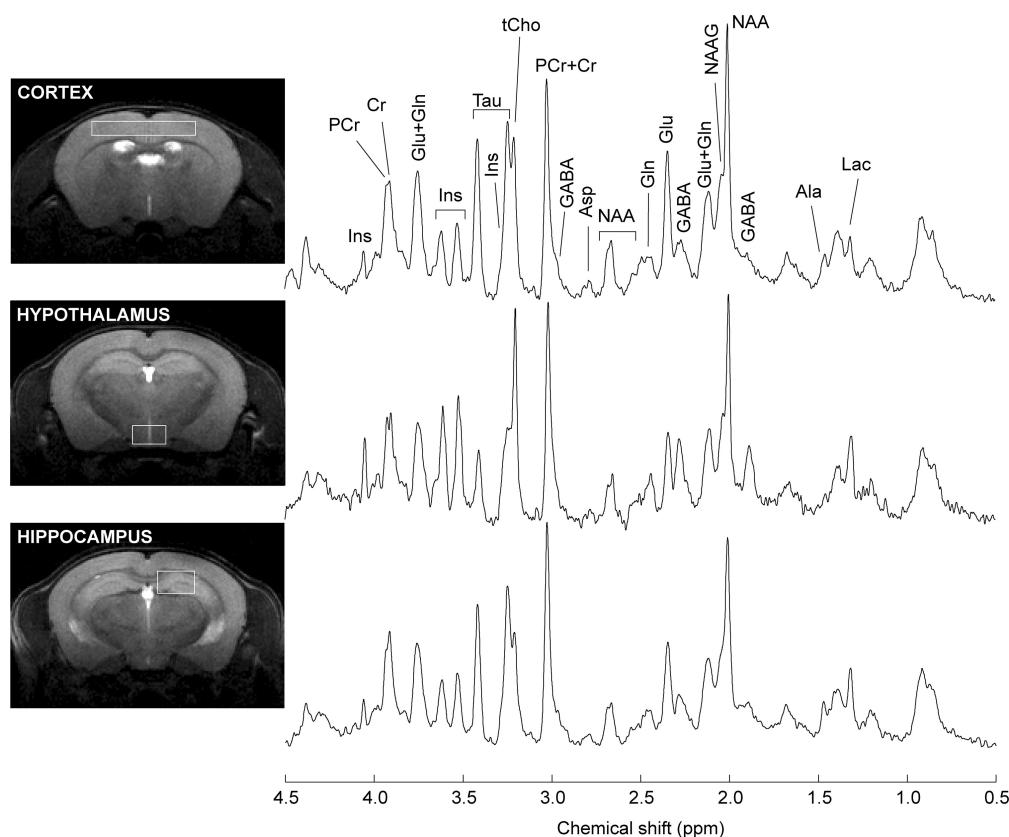 CORTEX
HYPOTHALAMUS
HIPPOCAMPUS
tCho
PCr+Cr
NAAG
NAA
PCr
Cr
Glu+Gln
Tau
Ins
Ins
Ins
GABA
Asp
NAA
Gln
Glu
GABA
Glu+Gln
GABA
Ala
Lac
4.5 4.0 3.5 3.0 2.5 2.0 1.5 1.0 0.5
Chemical shift (ppm)